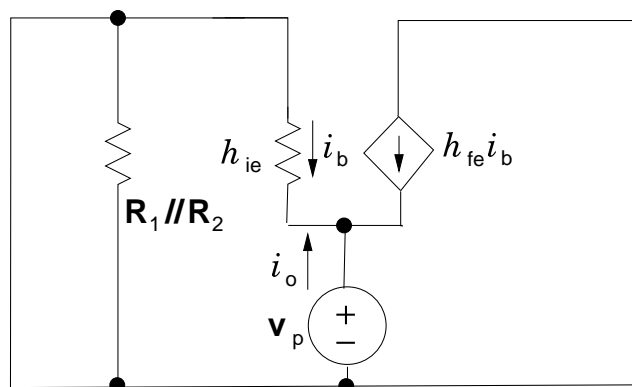 h_ie
i_b
h_fe i_b
R_1//R_2
i_o
v_p
+
−